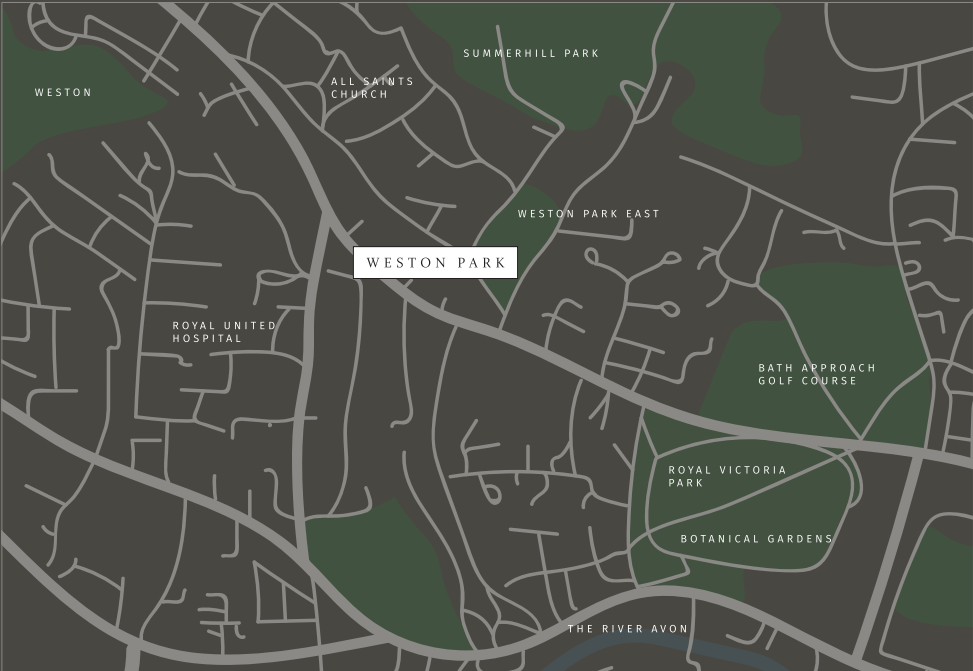 SUMMERHILL PARK
ALL SAINTS
CHURCH
WESTON
WESTON PARK EAST
WESTON PARK
ROYAL UNITED
HOSPITAL
BATH APPROACH
GOLF COURSE
ROYAL VICTORIA
PARK
BOTANICAL GARDENS
THE RIVER AVON